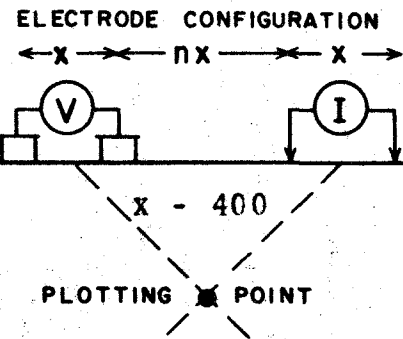 ELECTRODE CONFIGURATION
x nx x
V I
x - 400
PLOTTING POINT